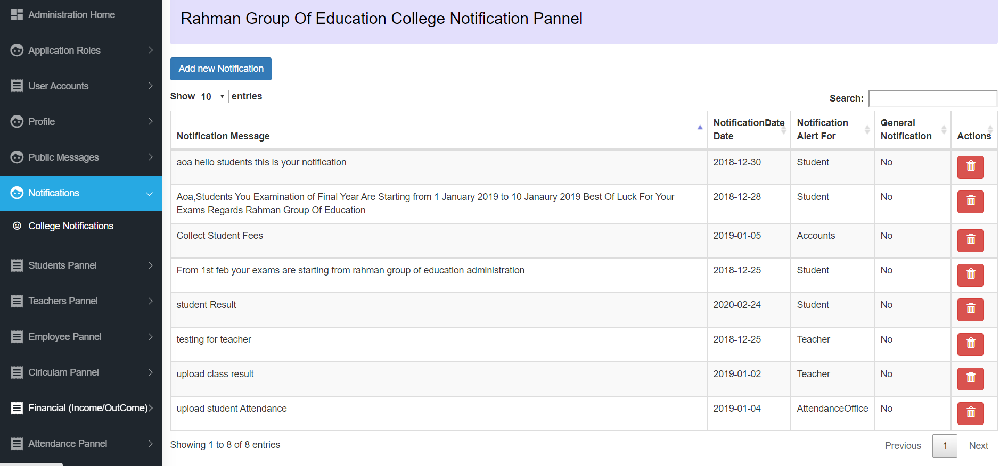 Administration Home
Application Roles
User Accounts
Profile
Public Messages
Notifications
College Notifications
Students Pannel
Teachers Pannel
Employee Pannel
Ciriculam Pannel
Financial (Income/OutCome)
Attendance Pannel
Rahman Group Of Education College Notification Pannel
Add new Notification
Show 10 entries
Search:
Notification Message
NotificationDate
Date
Notification
Alert For
General
Notification
Actions
aoa hello students this is your notification 2018-12-30 Student No
Aoa,Students You Examination of Final Year Are Starting from 1 January 2019 to 10 Janaury 2019 Best Of Luck For Your 2018-12-28 Student No
Exams Regards Rahman Group Of Education
Collect Student Fees 2019-01-05 Accounts No
From 1st feb your exams are starting from rahman group of education administration 2018-12-25 Student No
student Result 2020-02-24 Student No
testing for teacher 2018-12-25 Teacher No
upload class result 2019-01-02 Teacher No
upload student Attendance 2019-01-04 AttendanceOffice No
Showing 1 to 8 of 8 entries
Previous 1 Next